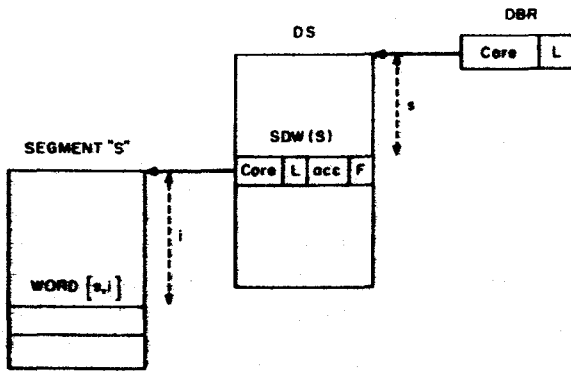 DBR
DS
Core L
s
SDW (S)
SEGMENT "S"
Core L acc F
i
WORD [s,i]